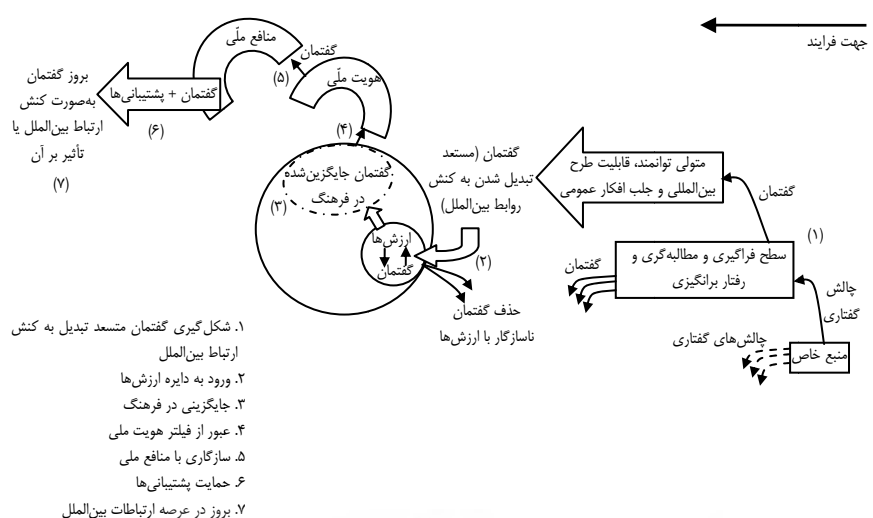 جهت فرایند
منبع خاص
چالش‌های گفتاری
چالش
گفتاری
(۱)
سطح فراگیری و مطالبه‌گری و
رفتار برانگیزی
گفتمان
گفتمان
متولی توانمند، قابلیت طرح
بین‌المللی و جلب افکار عمومی
گفتمان (مستعد
تبدیل شدن به کنش
روابط بین‌الملل)
(۲)
حذف گفتمان
ناسازگار با ارزش‌ها
ارزش‌ها
گفتمان
گفتمان جایگزین‌شده
در فرهنگ
(۳)
(۴)
هویت ملّی
گفتمان
(۵)
منافع ملّی
گفتمان + پشتیبانی‌ها
(۶)
بروز گفتمان
به‌صورت کنش
ارتباط بین‌الملل یا
تأثیر بر آن
(۷)
۱. شکل‌گیری گفتمان متسعد تبدیل به کنش
ارتباط بین‌الملل
۲. ورود به دایره ارزش‌ها
۳. جایگزینی در فرهنگ
۴. عبور از فیلتر هویت ملی
۵. سازگاری با منافع ملی
۶. حمایت پشتیبانی‌ها
۷. بروز در عرصه ارتباطات بین‌الملل